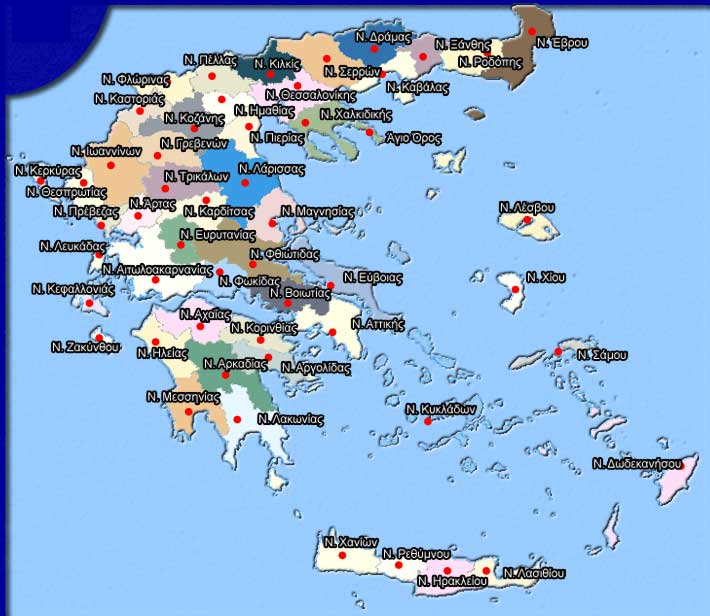 Ν. Δράμας
Ν. Ξάνθης
Ν. Έβρου
Ν. Πέλλας
Ν. Κιλκίς
Ν. Ροδόπης
Ν. Φλώρινας
Ν. Σερρών
Ν. Καβάλας
Ν. Θεσσαλονίκης
Ν. Καστοριάς
Ν. Ημαθίας
Ν. Χαλκιδικής
Ν. Κοζάνης
Ν. Πιερίας
Άγιο Όρος
Ν. Γρεβενών
Ν. Ιωαννίνων
Ν. Κερκύρας
Ν. Λάρισσας
Ν. Τρικάλων
Ν. Θεσπρωτίας
Ν. Άρτας
Ν. Πρέβεζας
Ν. Καρδίτσας
Ν. Μαγνησίας
Ν. Λέσβου
Ν. Ευρυτανίας
Ν. Λευκάδας
Ν. Φθιώτιδας
Ν. Αιτωλοακαρνανίας
Ν. Φωκίδας
Ν. Εύβοιας
Ν. Χίου
Ν. Κεφαλλονιάς
Ν. Βοιωτίας
Ν. Αχαϊας
Ν. Κορινθίας
Ν. Αττικής
Ν. Ζακύνθου
Ν. Ηλείας
Ν. Σάμου
Ν. Αρκαδίας
Ν. Αργολίδας
Ν. Μεσσηνίας
Ν. Κυκλάδων
Ν. Λακωνίας
Ν. Δωδεκανήσου
Ν. Χανίων
Ν. Ρεθύμνου
Ν. Λασιθίου
Ν. Ηρακλείου